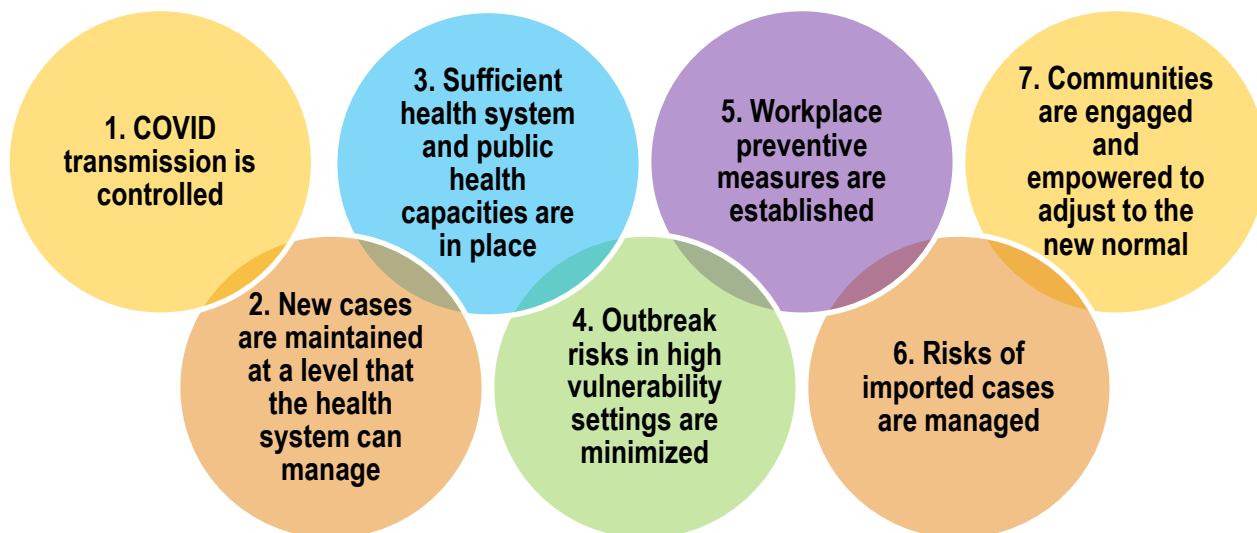 1. COVID
transmission is
controlled
2. New cases
are maintained
at a level that
the health
system can
manage
3. Sufficient
health system
and public
health
capacities are
in place
4. Outbreak
risks in high
vulnerability
settings are
minimized
5. Workplace
preventive
measures are
established
6. Risks of
imported cases
are managed
7. Communities
are engaged
and
empowered to
adjust to the
new normal